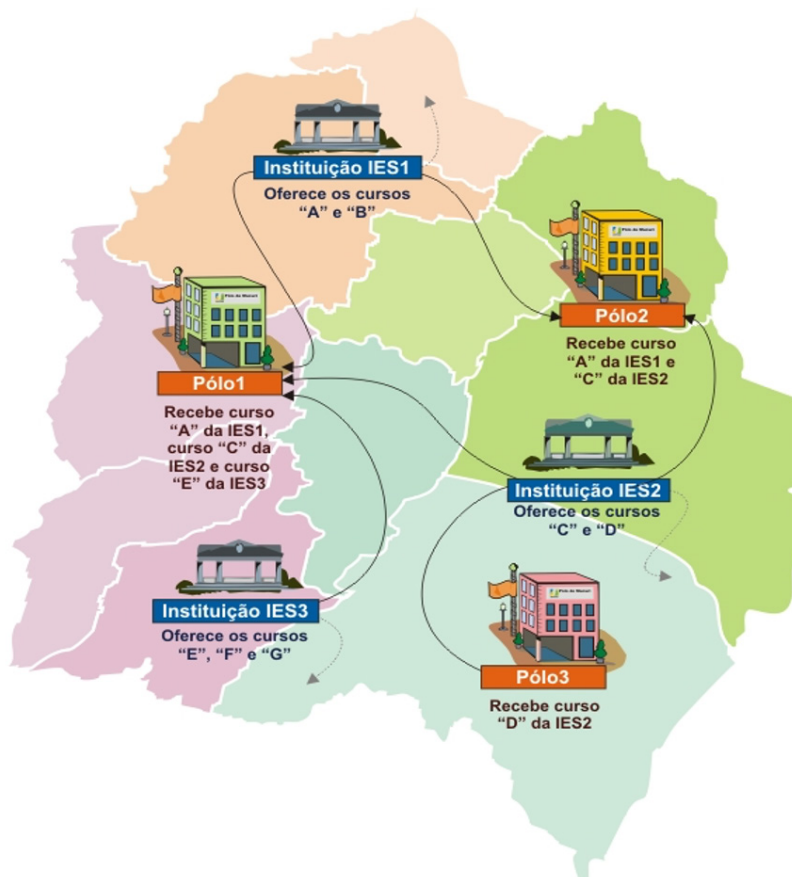 Instituição IES1
Oferece os cursos
“A” e “B”
Pólo2
Recebe curso
“A” da IES1 e
“C” da IES2
Pólo1
Recebe curso
“A” da IES1,
curso “C” da
IES2 e curso
“E” da IES3
Instituição IES2
Oferece os cursos
“C” e “D”
Instituição IES3
Oferece os cursos
“E”, “F” e “G”
Pólo3
Recebe curso
“D” da IES2